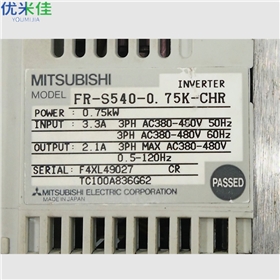 优米佳
YOUMIJIA
MITSUBISHI
INVERTER
MODEL FR-S540-0.75K-CHR
POWER : 0.75kW
INPUT : 3.3A 3PH AC380-450V 50Hz
3PH AC380-480V 60Hz
OUTPUT : 2.1A 3PH MAX AC380-480V
0.5-120Hz
SERIAL : F4XL49027 CR
TC100A836G62
PASSED
MITSUBISHI ELECTRIC CORPORATION
MADE IN JAPAN